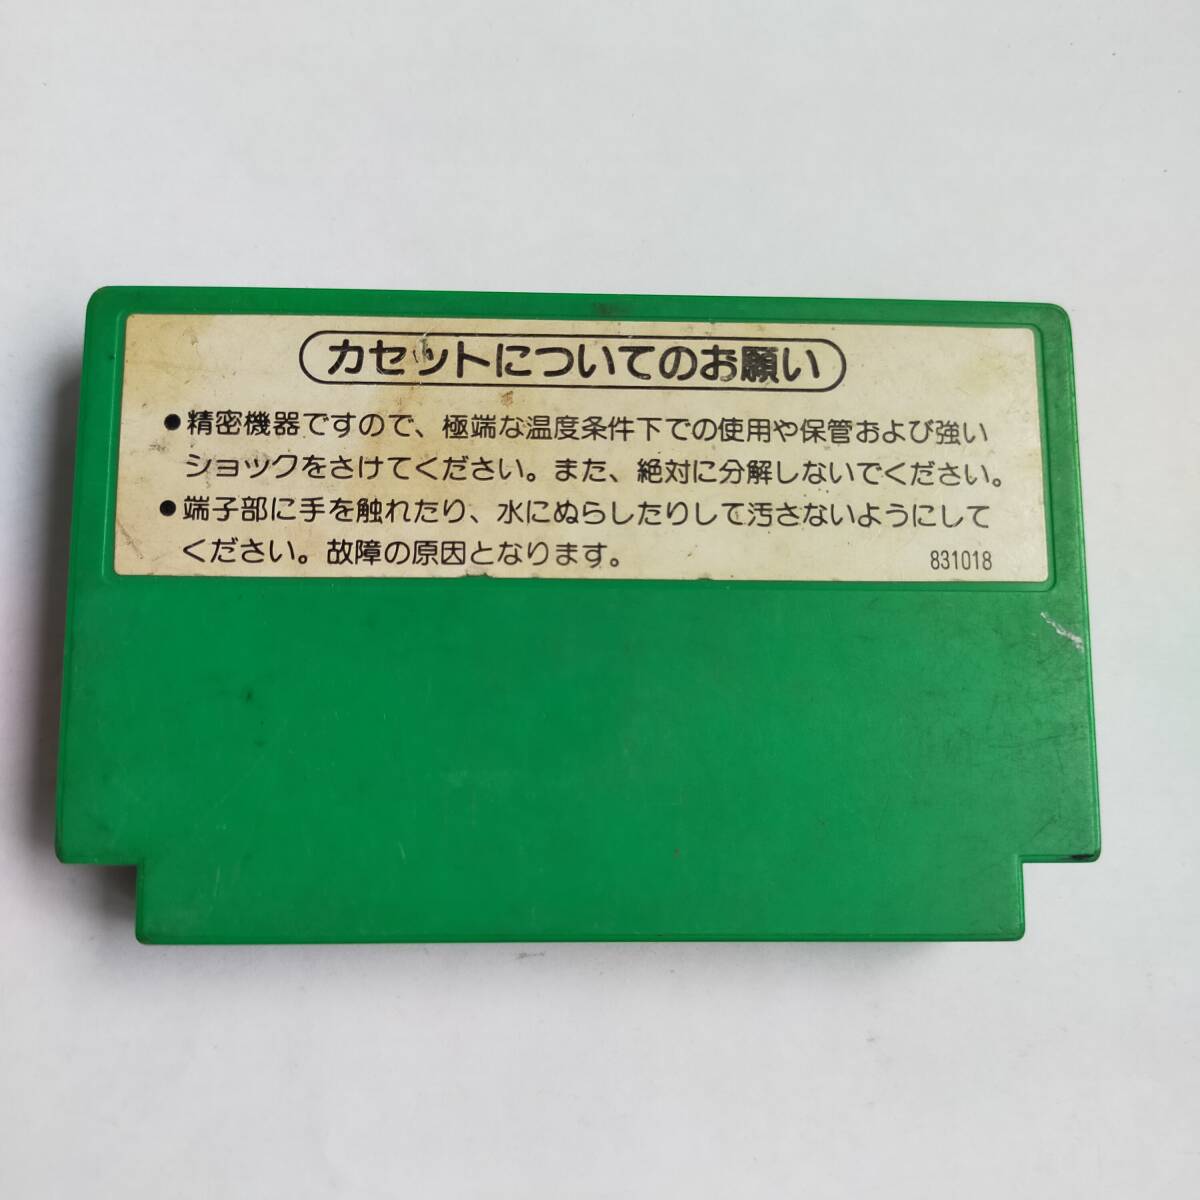 カセットについてのお願い
●精密機器ですので、極端な温度条件下での使用や保管および強い
ショックをさけてください。また、絶対に分解しないでください。
●端子部に手を触れたり、水にぬらしたりして汚さないようにして
ください。故障の原因となります。
831018